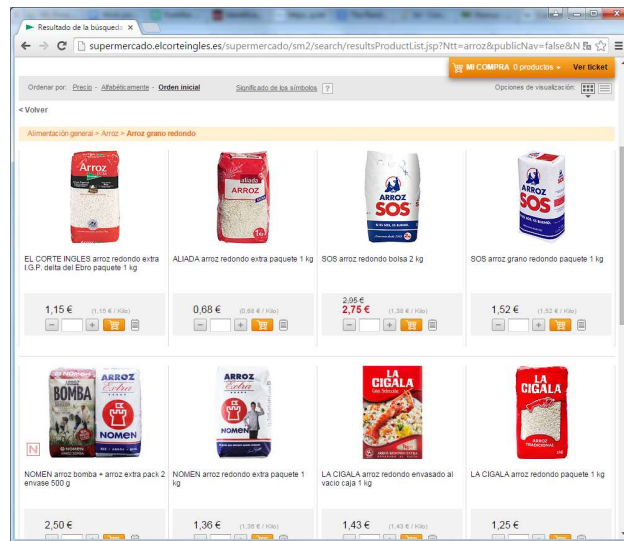 Resultado de la búsqueda
supermercado.elcorteingles.es/supermercado/sm2/search/resultsProductList.jsp?Ntt=arroz&publicNav=false&N
MI COMPRA 0 productos Ver ticket
Ordenar por: Precio - Alfabéticamente - Orden inicial Significado de los símbolos ? Opciones de visualización:
< Volver
Alimentación general > Arroz > Arroz grano redondo
Arroz
aliada
ARROZ
ARROZ
SOS
ARROZ
SOS
EL CORTE INGLES arroz redondo extra
I.G.P. delta del Ebro paquete 1 kg
ALIADA arroz redondo extra paquete 1 kg
SOS arroz redondo bolsa 2 kg
SOS arroz grano redondo paquete 1 kg
1,15 € (1,15 € / Kilo)
0,68 € (0,68 € / Kilo)
2,95 €
2,75 € (1,38 € / Kilo)
1,52 € (1,52 € / Kilo)
BOMBA
NOMEN
ARROZ
Extra
NOMEN
ARROZ
Extra
NOMEN
LA
CIGALA
LA
CIGALA
ARROZ
TRADICIONAL
N
NOMEN arroz bomba + arroz extra pack 2
envase 500 g
NOMEN arroz redondo extra paquete 1
kg
LA CIGALA arroz redondo envasado al
vacio caja 1 kg
LA CIGALA arroz redondo paquete 1 kg
2,50 €
1,36 € (1,36 € / Kilo)
1,43 € (1,43 € / Kilo)
1,25 €